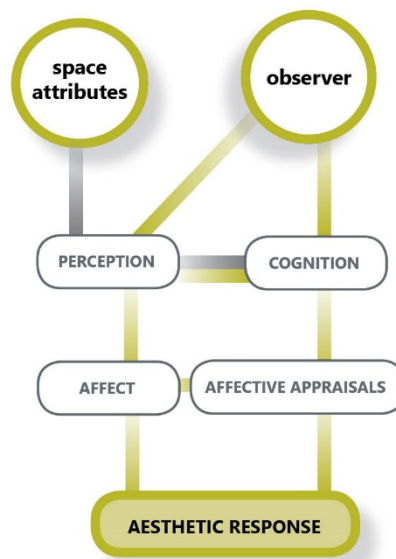 space
attributes
observer
PERCEPTION
COGNITION
AFFECT
AFFECTIVE APPRAISALS
AESTHETIC RESPONSE